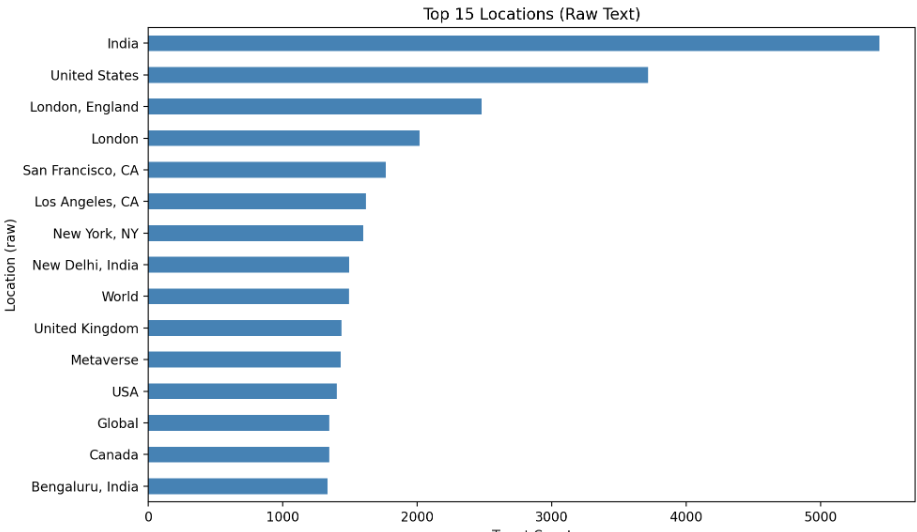 Top 15 Locations (Raw Text)
India
United States
London, England
London
San Francisco, CA
Los Angeles, CA
New York, NY
New Delhi, India
World
United Kingdom
Metaverse
USA
Global
Canada
Bengaluru, India
Location (raw)
0 1000 2000 3000 4000 5000